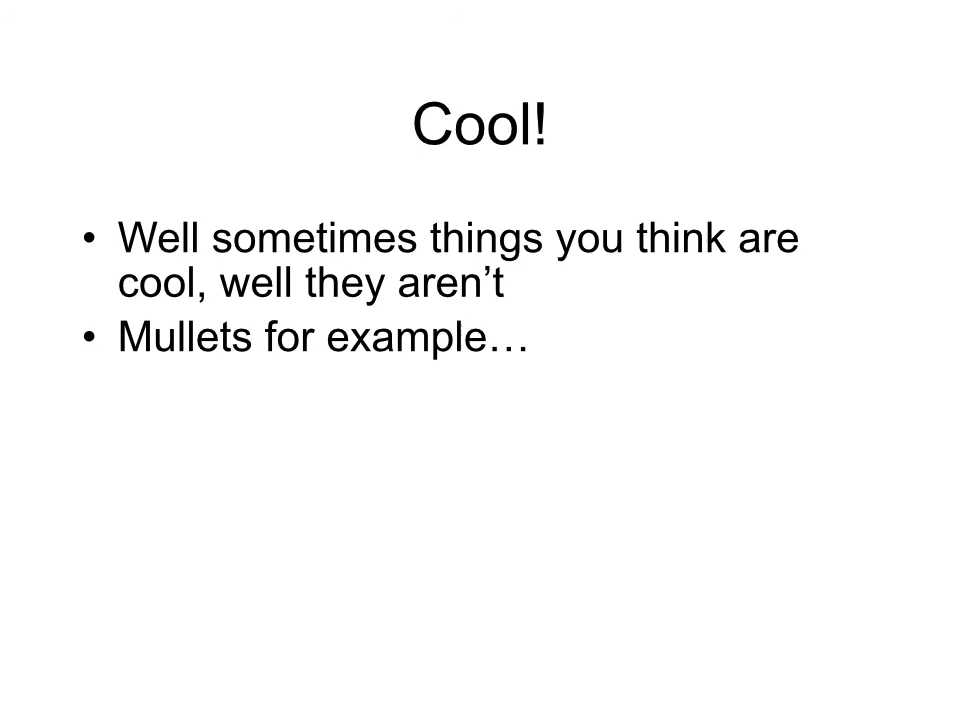 Cool!
• Well sometimes things you think are
cool, well they aren’t
• Mullets for example…